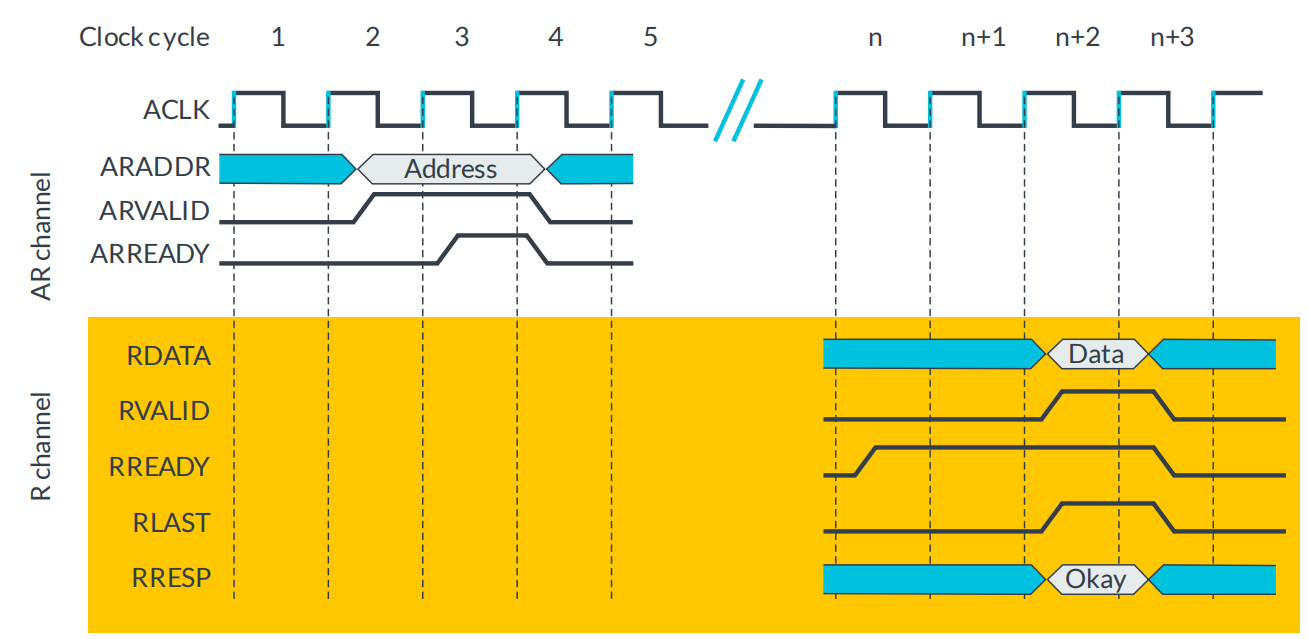 Clock cycle 1 2 3 4 5 n n+1 n+2 n+3
ACLK
AR channel
ARADDR Address
ARVALID
ARREADY
R channel
RDATA Data
RVALID
RREADY
RLAST
RRESP Okay